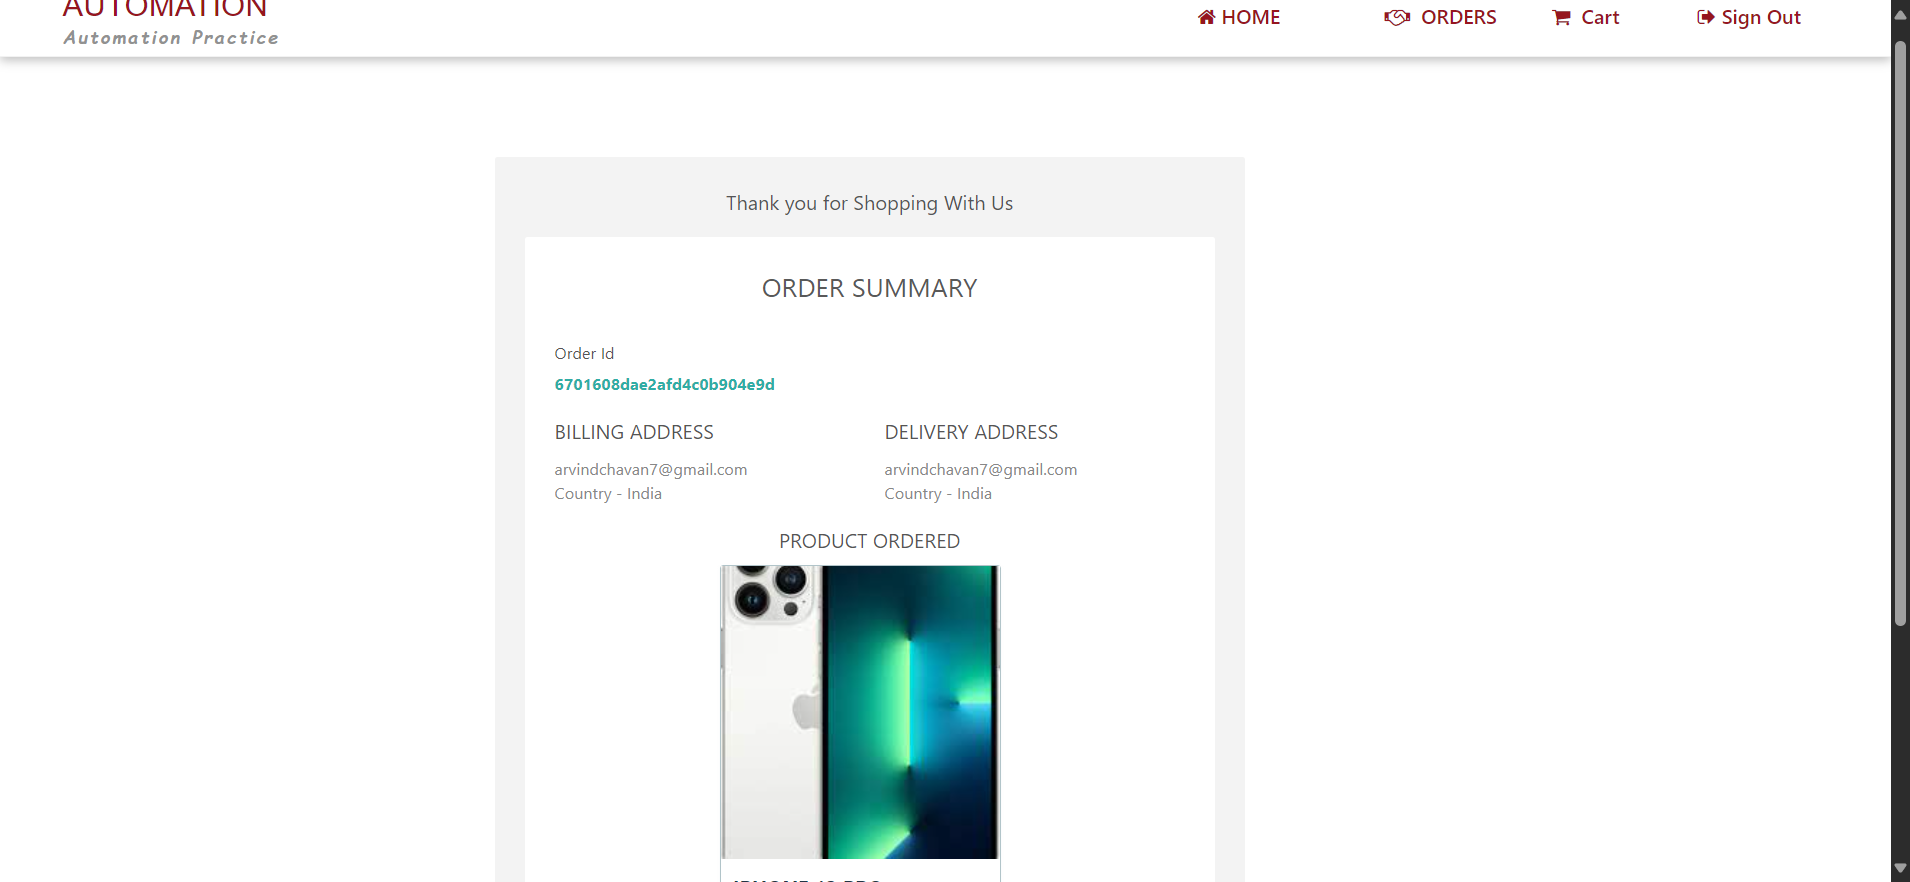 AUTOMATION
Automation Practice
HOME
ORDERS
Cart
Sign Out
Thank you for Shopping With Us
ORDER SUMMARY
Order Id
6701608dae2afd4c0b904e9d
BILLING ADDRESS
arvindchavan7@gmail.com
Country - India
DELIVERY ADDRESS
arvindchavan7@gmail.com
Country - India
PRODUCT ORDERED